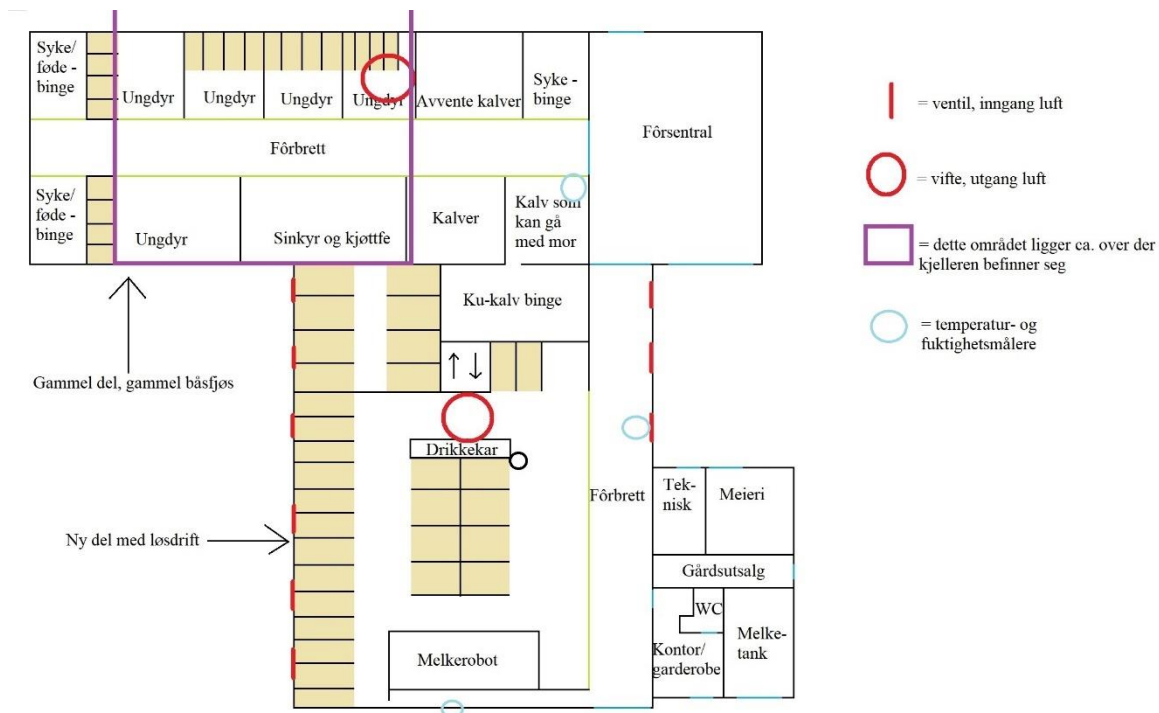 Syke/
føde -
binge
Ungdyr
Ungdyr
Ungdyr
Ungdyr
Avvente kalver
Syke -
binge
Fôrsentral
Fôrbrett
Syke/
føde -
binge
Ungdyr
Sinkyr og kjøttfe
Kalver
Kalv som
kan gå
med mor
Ku-kalv binge
Gammel del, gammel båsfjøs
Drikkekar
Ny del med løsdrift
Fôrbrett
Tek-
nisk
Meieri
Gårdsutsalg
WC
Kontor/
garderobe
Melke-
tank
Melkerobot
= ventil, inngang luft
= vifte, utgang luft
= dette området ligger ca. over der
kjelleren befinner seg
= temperatur- og
fuktighetsmålere